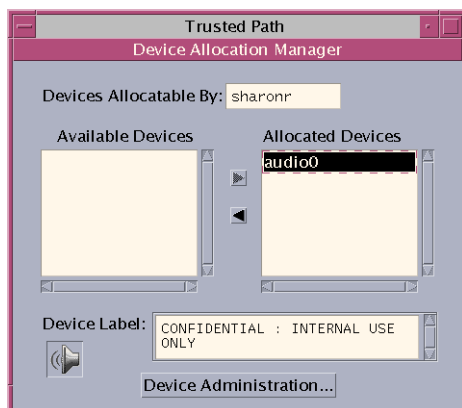 Trusted Path
Device Allocation Manager
Devices Allocatable By: sharonr
Available Devices
Allocated Devices
audio0
Device Label:
CONFIDENTIAL : INTERNAL USE
ONLY
Device Administration...